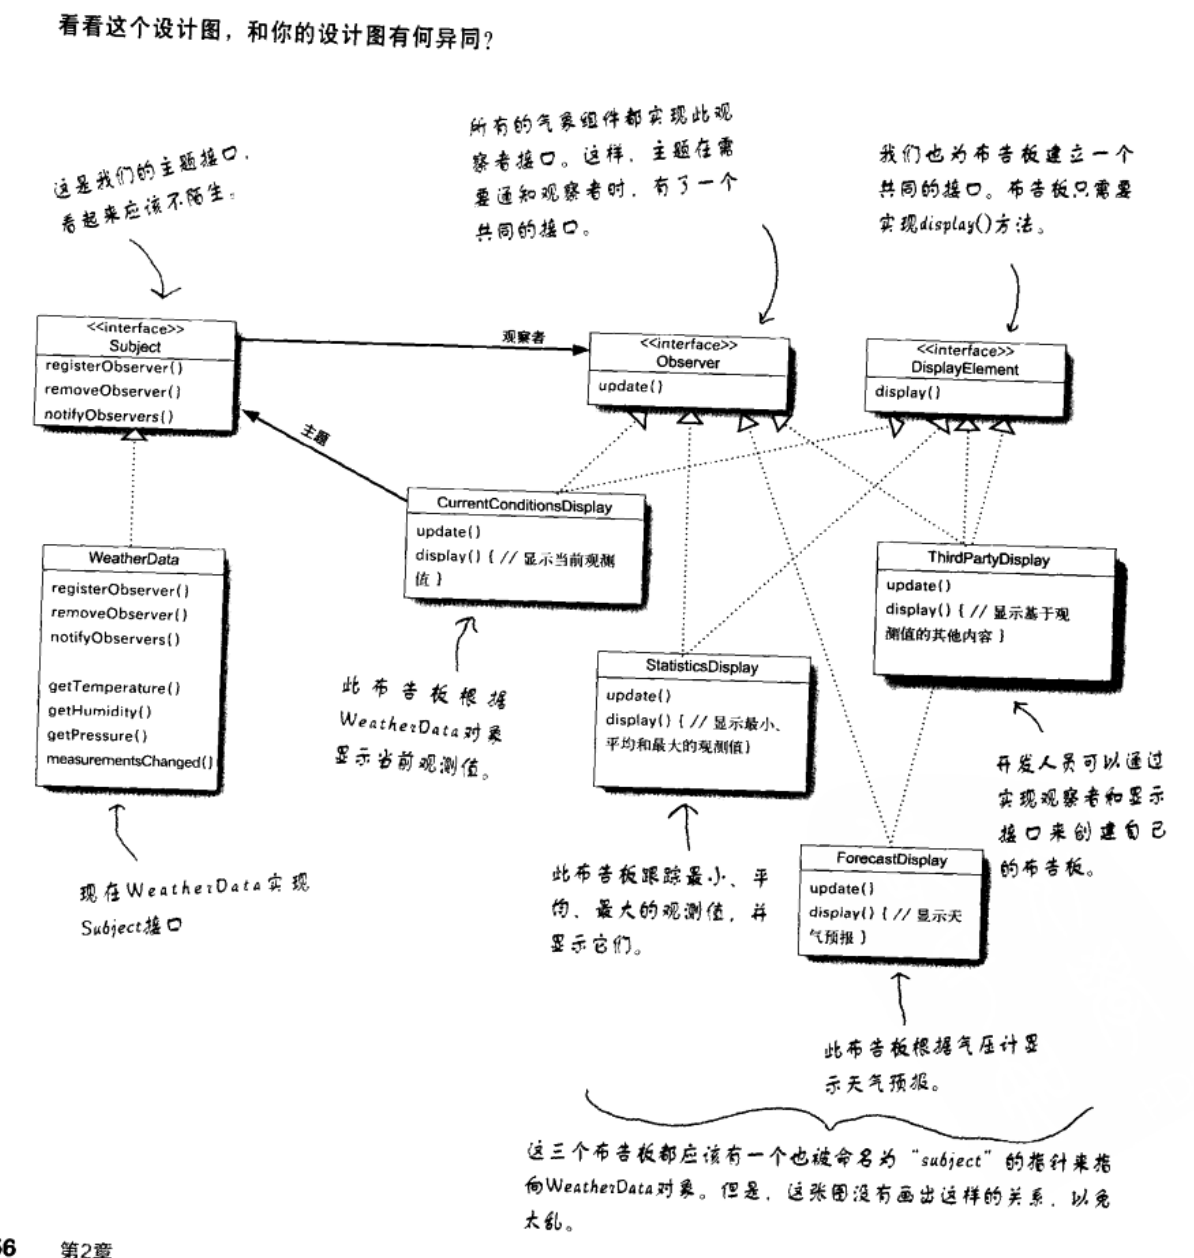 看看这个设计图，和你的设计图有何异同？
这是我们的主题接口，
看起来应该不陌生。
所有的气象组件都实现此观
察者接口。这样，主题在需
要通知观察者时，有了一个
共同的接口。
我们也为布告板建立一个
共同的接口。布告板只需要
实现display()方法。
<<interface>>
Subject
registerObserver()
removeObserver()
notifyObservers()
观察者
<<interface>>
Observer
update()
<<interface>>
DisplayElement
display()
主题
CurrentConditionsDisplay
update()
display() { // 显示当前观测
值 }
WeatherData
registerObserver()
removeObserver()
notifyObservers()
getTemperature()
getHumidity()
getPressure()
measurementsChanged()
ThirdPartyDisplay
update()
display() { // 显示基于观
测值的其他内容 }
StatisticsDisplay
update()
display() { // 显示最小、
平均和最大的观测值}
此布告板根据
WeatherData对象
显示当前观测值。
开发人员可以通过
实现观察者和显示
接口来创建自己
的布告板。
ForecastDisplay
update()
display() { // 显示天
气预报 }
现在WeatherData实现
Subject接口
此布告板跟踪最小、平
均、最大的观测值，并
显示它们。
此布告板根据气压计显
示天气预报。
这三个布告板都应该有一个也被命名为“subject”的指针来指
向WeatherData对象。但是，这张图没有画出这样的关系，以免
太乱。
56 第2章